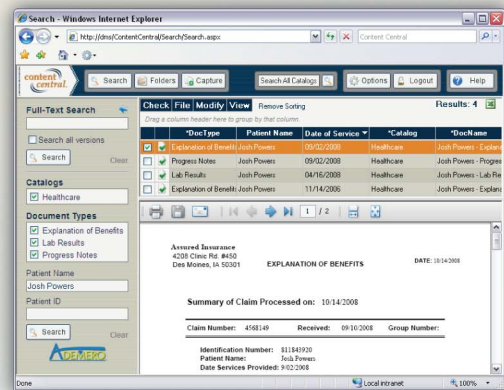 Search - Windows Internet Explorer
http://dms/ContentCentral/Search/Search.aspx
Content Central
content central.
Search
Folders
Capture
Search All Catalogs
Options
Logout
Help
Full-Text Search
Search all versions
Search
Clear
Catalogs
Healthcare
Document Types
Explanation of Benefits
Lab Results
Progress Notes
Patient Name
Josh Powers
Patient ID
Search
Clear
ADEMERO
Check File Modify View Remove Sorting
Results: 4
Drag a column header here to group by that column.
*DocType Patient Name Date of Service *Catalog *DocName
Explanation of Benefits Josh Powers 09/02/2008 Healthcare Josh Powers - Explana
Progress Notes Josh Powers 09/02/2008 Healthcare Josh Powers - Progres
Lab Results Josh Powers 04/16/2008 Healthcare Josh Powers - Lab Re
Explanation of Benefits Josh Powers 11/14/2006 Healthcare Josh Powers - Explana
1 / 2
Assured Insurance
4208 Clinic Rd. #450
Des Moines, IA 50301
EXPLANATION OF BENEFITS
DATE: 10/14/2008
Summary of Claim Processed on: 10/14/2008
Claim Number: 4568149 Received: 09/10/2008 Group Number:
Identification Number: 811843920
Patient Name: Josh Powers
Date Services Provided: 9/02/2008
Done
Local intranet
100%